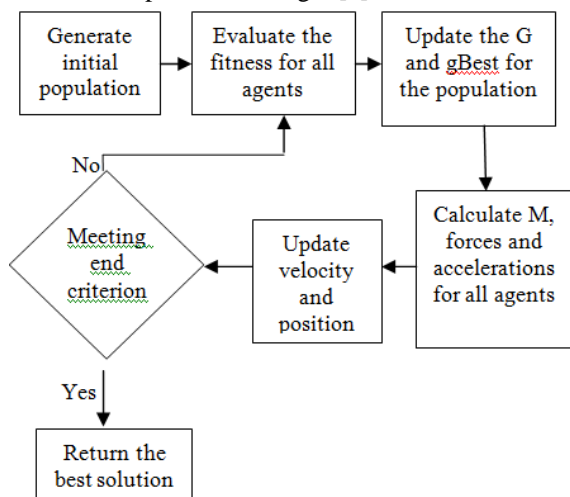 Generate
initial
population
Evaluate the
fitness for all
agents
Update the G
and gBest for
the population
Calculate M,
forces and
accelerations
for all agents
Update
velocity
and
position
Meeting
end
criterion
No
Yes
Return the
best solution